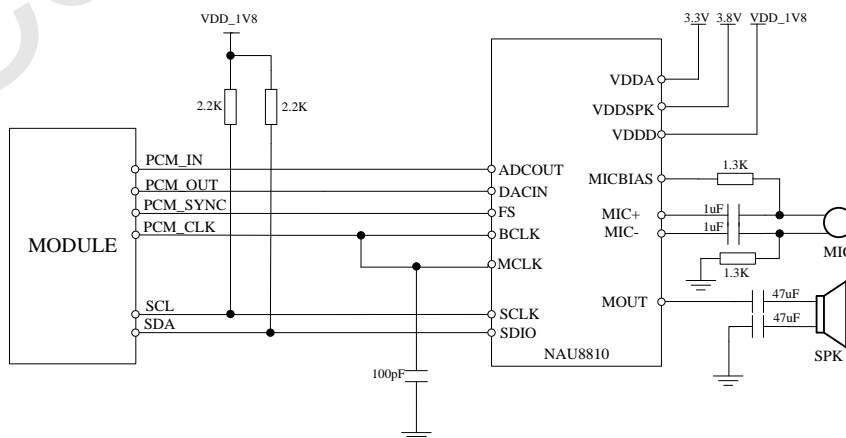 VDD_1V8
3.3V 3.8V VDD_1V8
2.2K 2.2K
VDDA
VDDSPK
VDDD
MODULE
PCM_IN
PCM_OUT
PCM_SYNC
PCM_CLK
SCL
SDA
ADCOUT
DACIN
FS
BCLK
MCLK
SCLK
SDIO
NAU8810
100pF
MICBIAS
MIC+
MIC-
MOUT
1.3K
1uF
1uF
1.3K
MIC
47uF
47uF
SPK